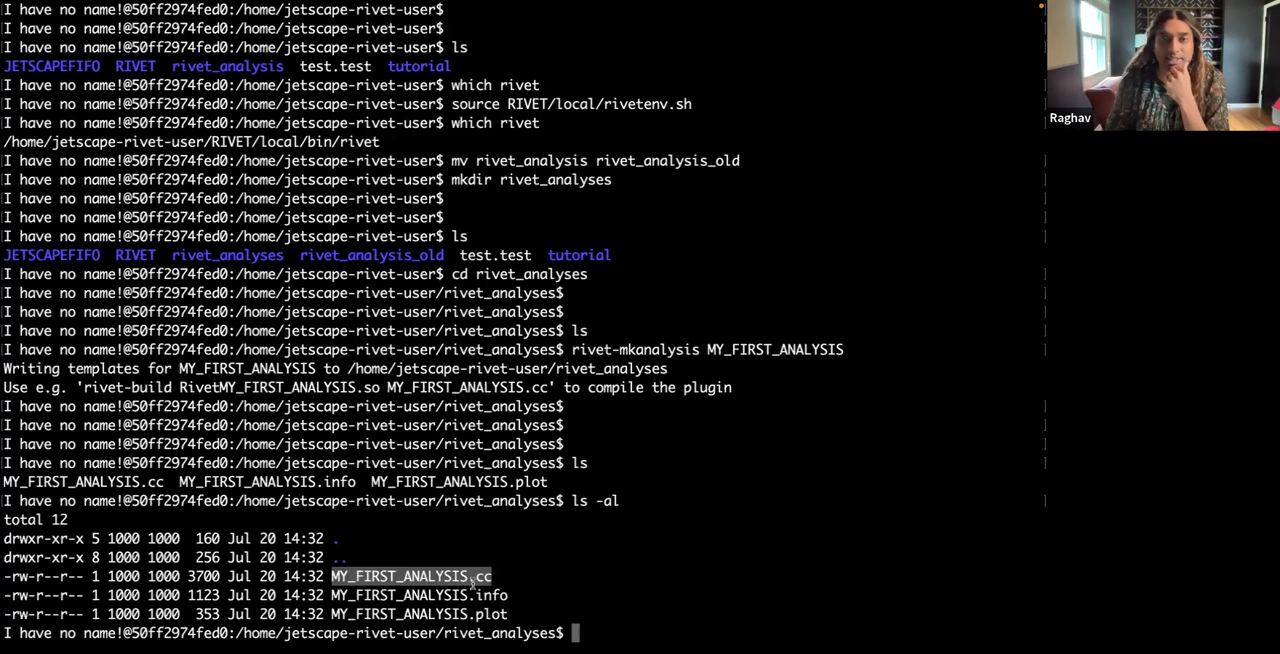 I have no name!@50ff2974fed0:/home/jetscape-rivet-user$
I have no name!@50ff2974fed0:/home/jetscape-rivet-user$
I have no name!@50ff2974fed0:/home/jetscape-rivet-user$ ls
JETSCAPEFIFO RIVET rivet_analysis test.test tutorial
I have no name!@50ff2974fed0:/home/jetscape-rivet-user$ which rivet
I have no name!@50ff2974fed0:/home/jetscape-rivet-user$ source RIVET/local/rivetenv.sh
I have no name!@50ff2974fed0:/home/jetscape-rivet-user$ which rivet
/home/jetscape-rivet-user/RIVET/local/bin/rivet
I have no name!@50ff2974fed0:/home/jetscape-rivet-user$ mv rivet_analysis rivet_analysis_old
I have no name!@50ff2974fed0:/home/jetscape-rivet-user$ mkdir rivet_analyses
I have no name!@50ff2974fed0:/home/jetscape-rivet-user$
I have no name!@50ff2974fed0:/home/jetscape-rivet-user$
I have no name!@50ff2974fed0:/home/jetscape-rivet-user$ ls
JETSCAPEFIFO RIVET rivet_analyses rivet_analysis_old test.test tutorial
I have no name!@50ff2974fed0:/home/jetscape-rivet-user$ cd rivet_analyses
I have no name!@50ff2974fed0:/home/jetscape-rivet-user/rivet_analyses$
I have no name!@50ff2974fed0:/home/jetscape-rivet-user/rivet_analyses$
I have no name!@50ff2974fed0:/home/jetscape-rivet-user/rivet_analyses$ ls
I have no name!@50ff2974fed0:/home/jetscape-rivet-user/rivet_analyses$ rivet-mkanalysis MY_FIRST_ANALYSIS
Writing templates for MY_FIRST_ANALYSIS to /home/jetscape-rivet-user/rivet_analyses
Use e.g. 'rivet-build RivetMY_FIRST_ANALYSIS.so MY_FIRST_ANALYSIS.cc' to compile the plugin
I have no name!@50ff2974fed0:/home/jetscape-rivet-user/rivet_analyses$
I have no name!@50ff2974fed0:/home/jetscape-rivet-user/rivet_analyses$
I have no name!@50ff2974fed0:/home/jetscape-rivet-user/rivet_analyses$
I have no name!@50ff2974fed0:/home/jetscape-rivet-user/rivet_analyses$ ls
MY_FIRST_ANALYSIS.cc MY_FIRST_ANALYSIS.info MY_FIRST_ANALYSIS.plot
I have no name!@50ff2974fed0:/home/jetscape-rivet-user/rivet_analyses$ ls -al
total 12
drwxr-xr-x 5 1000 1000 160 Jul 20 14:32 .
drwxr-xr-x 8 1000 1000 256 Jul 20 14:32 ..
-rw-r--r-- 1 1000 1000 3700 Jul 20 14:32 MY_FIRST_ANALYSIS.cc
-rw-r--r-- 1 1000 1000 1123 Jul 20 14:32 MY_FIRST_ANALYSIS.info
-rw-r--r-- 1 1000 1000 353 Jul 20 14:32 MY_FIRST_ANALYSIS.plot
I have no name!@50ff2974fed0:/home/jetscape-rivet-user/rivet_analyses$
Raghav